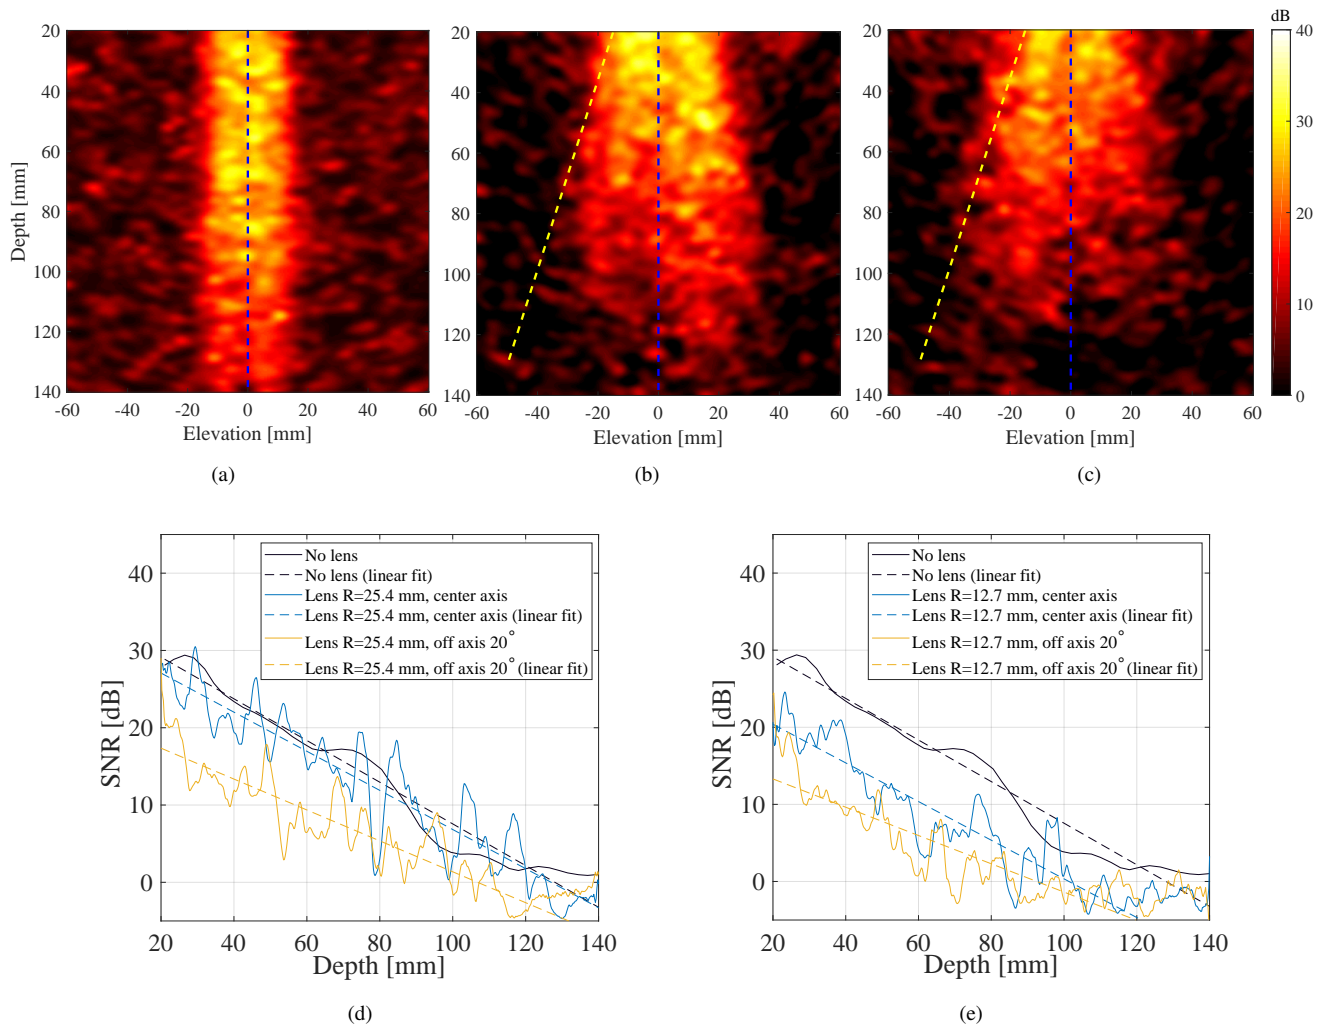 dB
20 40 60 80 100 120 140
Depth [mm]
-60 -40 -20 0 20 40 60
Elevation [mm]
(a)
20 40 60 80 100 120 140
-60 -40 -20 0 20 40 60
Elevation [mm]
(b)
20 40 60 80 100 120 140
-60 -40 -20 0 20 40 60
Elevation [mm]
(c)
40 30 20 10 0
No lens
No lens (linear fit)
Lens R=25.4 mm, center axis
Lens R=25.4 mm, center axis (linear fit)
Lens R=25.4 mm, off axis 20°
Lens R=25.4 mm, off axis 20° (linear fit)
40 30 20 10 0
SNR [dB]
20 40 60 80 100 120 140
Depth [mm]
(d)
No lens
No lens (linear fit)
Lens R=12.7 mm, center axis
Lens R=12.7 mm, center axis (linear fit)
Lens R=12.7 mm, off axis 20°
Lens R=12.7 mm, off axis 20° (linear fit)
40 30 20 10 0
SNR [dB]
20 40 60 80 100 120 140
Depth [mm]
(e)